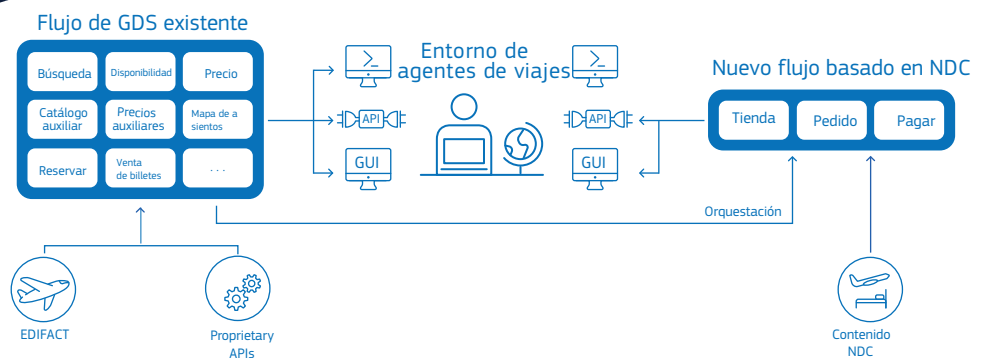 Flujo de GDS existente
Búsqueda
Disponibilidad
Precio
Catálogo
auxiliar
Precios
auxiliares
Mapa de a
sientos
Reservar
Venta
de billetes
. . .
EDIFACT
Proprietary
APIs
>_
API
GUI
Entorno de
agentes de viajes
>_
API
GUI
Nuevo flujo basado en NDC
Tienda
Pedido
Pagar
Orquestación
Contenido
NDC